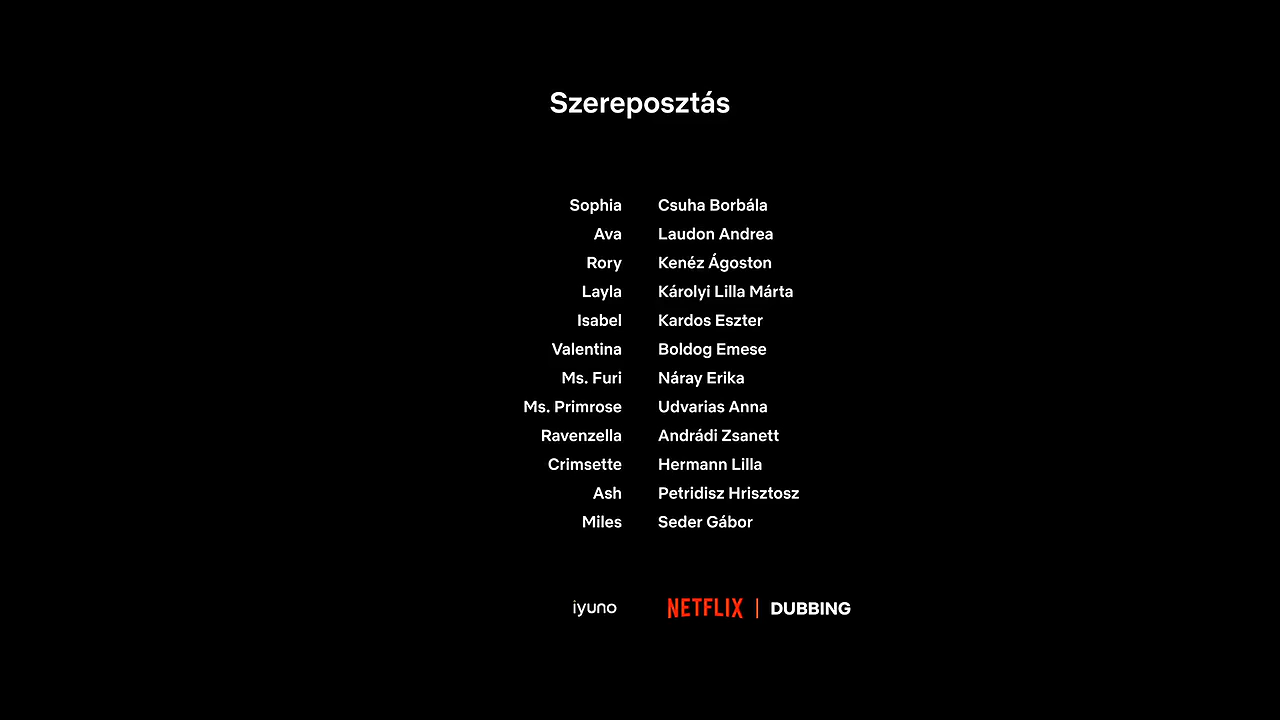 Szereposztás
Sophia Csuha Borbála
Ava Laudon Andrea
Rory Kenéz Ágoston
Layla Károlyi Lilla Márta
Isabel Kardos Eszter
Valentina Boldog Emese
Ms. Furi Náray Erika
Ms. Primrose Udvarias Anna
Ravenzella Andrádi Zsanett
Crimsette Hermann Lilla
Ash Petridisz Hrisztosz
Miles Seder Gábor
iyuno NETFLIX | DUBBING